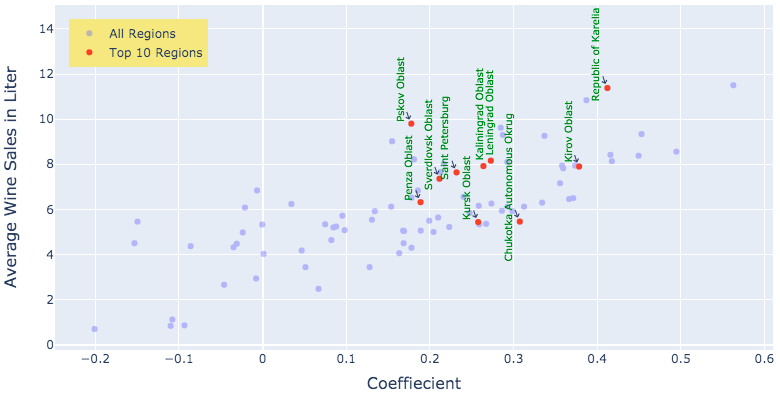 All Regions
Top 10 Regions
Average Wine Sales in Liter
14
12
10
8
6
4
2
0
Pskov Oblast
Penza Oblast
Sverdlovsk Oblast
Saint Petersburg
Kursk Oblast
Kaliningrad Oblast
Leningrad Oblast
Chukotka Autonomous Okrug
Kirov Oblast
Republic of Karelia
−0.2
−0.1
0
0.1
0.2
0.3
0.4
0.5
0.6
Coeffiecient